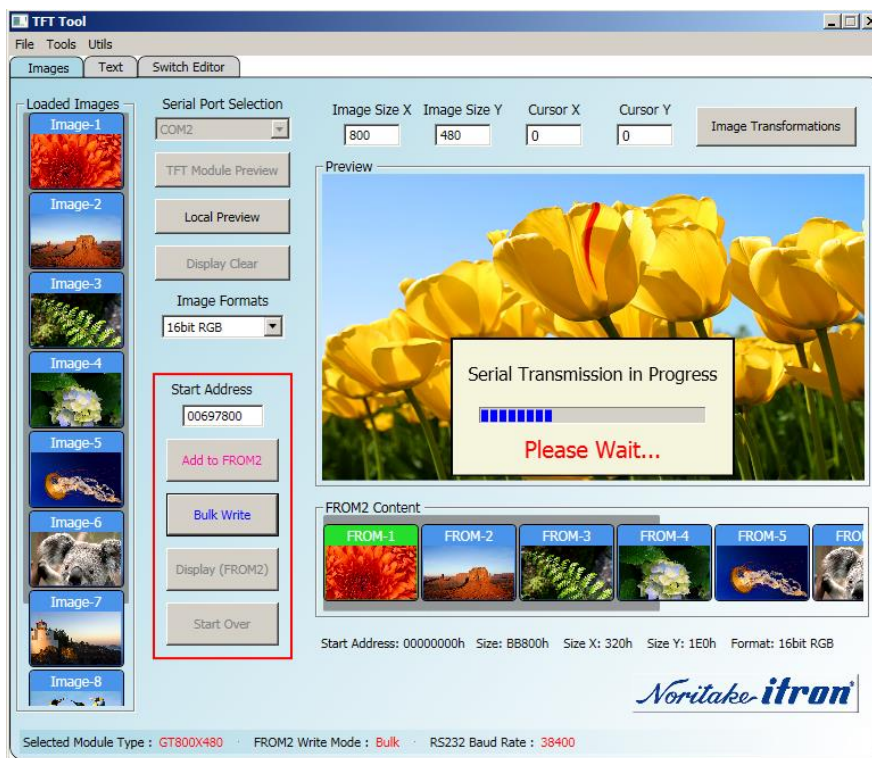 TFT Tool
File Tools Utils
Images Text Switch Editor
Loaded Images
Image-1
Image-2
Image-3
Image-4
Image-5
Image-6
Image-7
Image-8
Serial Port Selection
COM2
TFT Module Preview
Local Preview
Display Clear
Image Formats
16bit RGB
Start Address
00697800
Add to FROM2
Bulk Write
Display (FROM2)
Start Over
Image Size X Image Size Y Cursor X Cursor Y
800 480 0 0
Image Transformations
Preview
Serial Transmission in Progress
Please Wait...
FROM2 Content
FROM-1 FROM-2 FROM-3 FROM-4 FROM-5 FRO
Start Address: 00000000h Size: BB800h Size X: 320h Size Y: 1E0h Format: 16bit RGB
Noritake itron
Selected Module Type : GT800X480 · FROM2 Write Mode : Bulk · RS232 Baud Rate : 38400